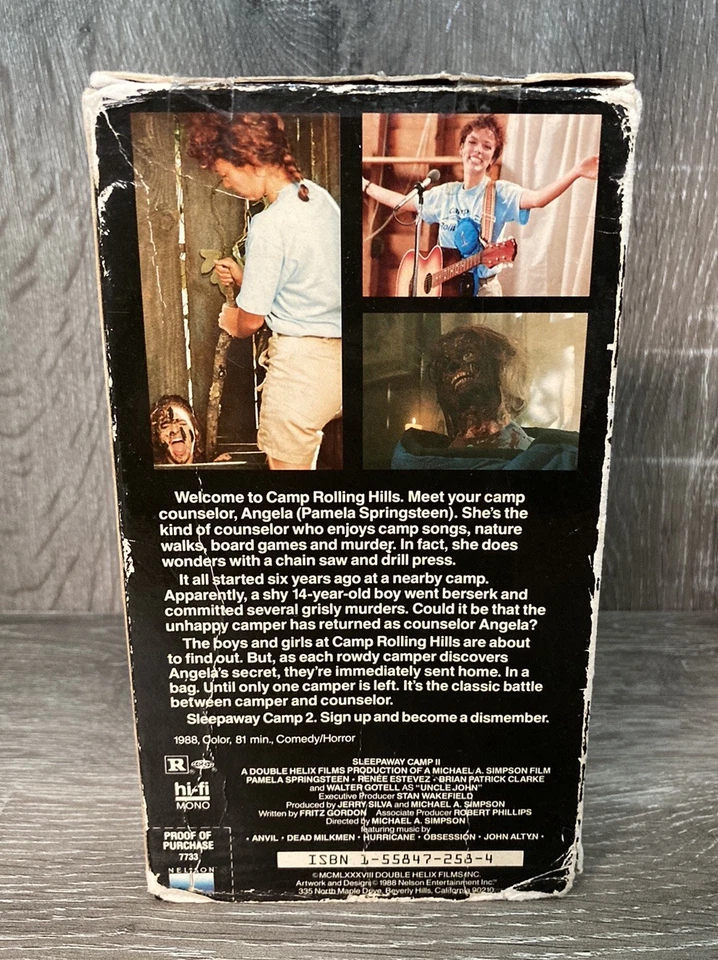 Welcome to Camp Rolling Hills. Meet your camp
counselor, Angela (Pamela Springsteen). She's the
kind of counselor who enjoys camp songs, nature
walks, board games and murder. In fact, she does
wonders with a chain saw and drill press.
It all started six years ago at a nearby camp.
Apparently, a shy 14-year-old boy went berserk and
committed several grisly murders. Could it be that the
unhappy camper has returned as counselor Angela?
The boys and girls at Camp Rolling Hills are about
to find out. But, as each rowdy camper discovers
Angela's secret, they're immediately sent home. In a
bag. Until only one camper is left. It's the classic battle
between camper and counselor.
Sleepaway Camp 2. Sign up and become a dismember.
1988, Color, 81 min., Comedy/Horror
R
hi-fi
MONO
SLEEPAWAY CAMP II
A DOUBLE HELIX FILMS PRODUCTION OF A MICHAEL A. SIMPSON FILM
PAMELA SPRINGSTEEN · RENÉE ESTEVEZ · BRIAN PATRICK CLARKE
and WALTER GOTELL AS "UNCLE JOHN"
Executive Producer STAN WAKEFIELD
Produced by JERRY SILVA and MICHAEL A. SIMPSON
Written by FRITZ GORDON Associate Producer ROBERT PHILLIPS
Directed by MICHAEL A. SIMPSON
featuring music by
· ANVIL · DEAD MILKMEN · HURRICANE · OBSESSION · JOHN ALTYN ·
PROOF OF
PURCHASE
7733
NELSON
ISBN 1-55847-258-4
©MCMLXXXVIII DOUBLE HELIX FILMS INC.
Artwork and Design © 1988 Nelson Entertainment Inc.
335 North Maple Drive, Beverly Hills, California 90210